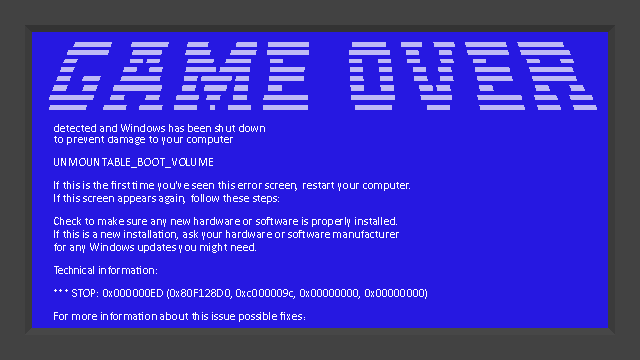 GAME OVER
detected and Windows has been shut down
to prevent damage to your computer
UNMOUNTABLE_BOOT_VOLUME
If this is the first time you've seen this error screen, restart your computer.
If this screen appears again, follow these steps:
Check to make sure any new hardware or software is properly installed.
If this is a new installation, ask your hardware or software manufacturer
for any Windows updates you might need.
Technical information:
*** STOP: 0x000000ED (0x80F128D0, 0xc000009c, 0x00000000, 0x00000000)
For more information about this issue possible fixes: